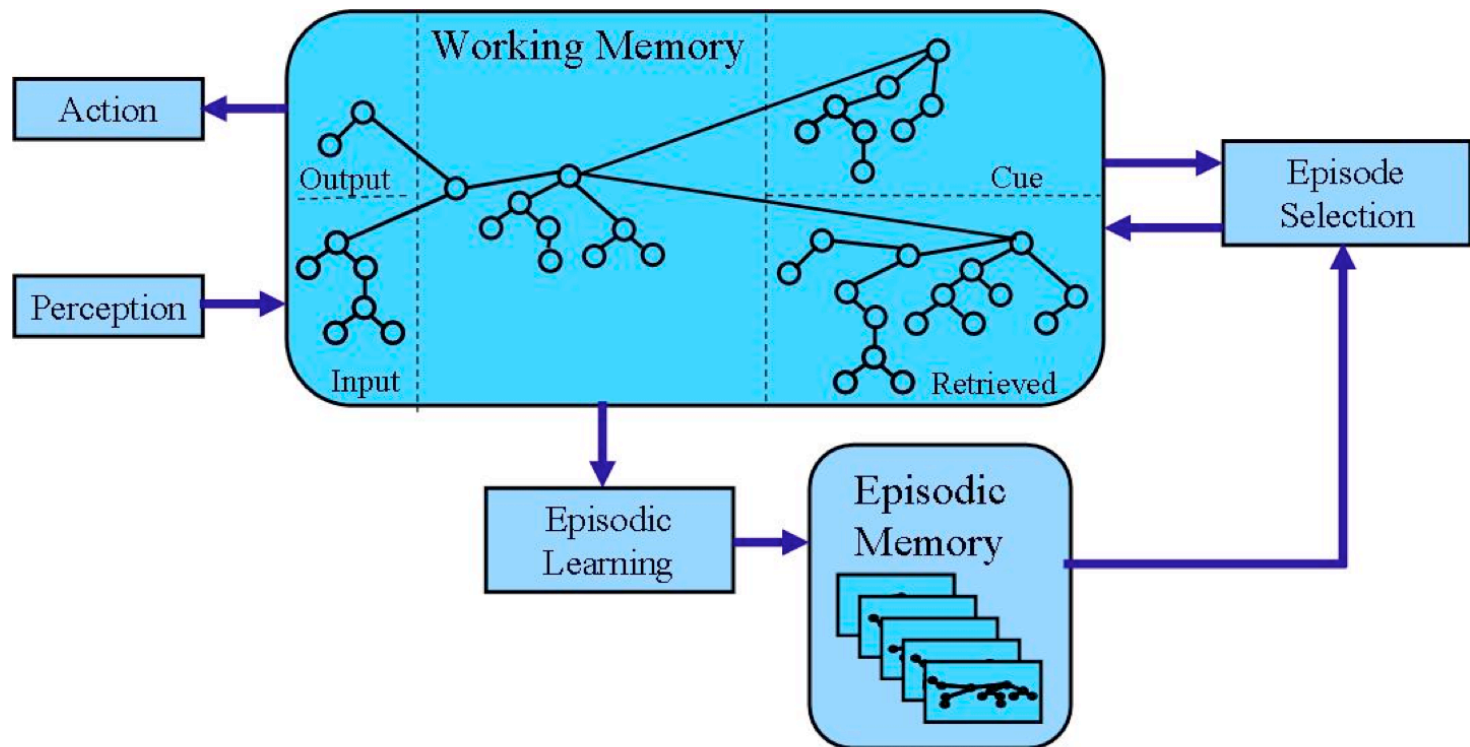 Working Memory
Action
Output
Cue
Episode
Selection
Perception
Input
Retrieved
Episodic
Learning
Episodic
Memory